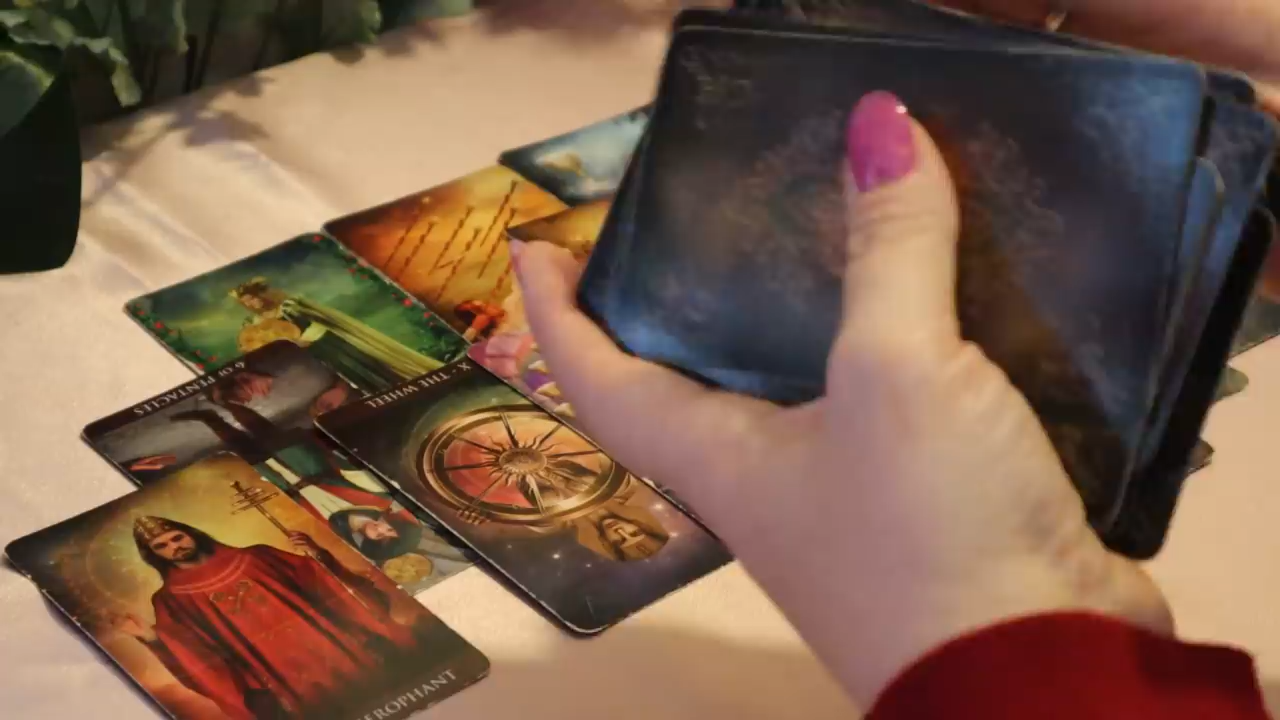 X · THE WHEEL
6 OF PENTACLES
EROPHANT